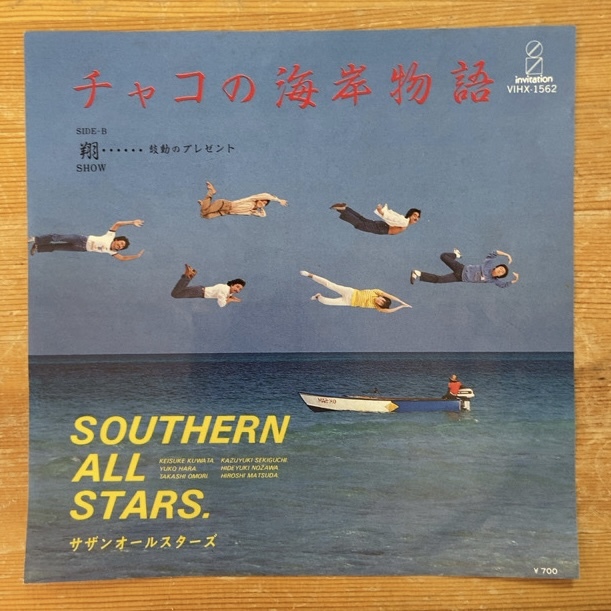 チャコの海岸物語
invitation
VIHX-1562
SIDE-B
翔……鼓動のプレゼント
SHOW
SOUTHERN
ALL
STARS.
KEISUKE KUWATA. KAZUYUKI SEKIGUCHI.
YUKO HARA. HIDEYUKI NOZAWA.
TAKASHI OMORI. HIROSHI MATSUDA.
サザンオールスターズ
¥700